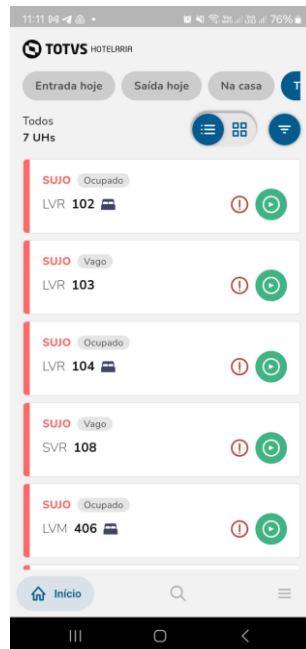 11:11 76%
TOTVS HOTELARIA
Entrada hoje Saída hoje Na casa T
Todos
7 UHs
SUJO Ocupado
LVR 102
SUJO Vago
LVR 103
SUJO Ocupado
LVR 104
SUJO Vago
SVR 108
SUJO Ocupado
LVM 406
Início